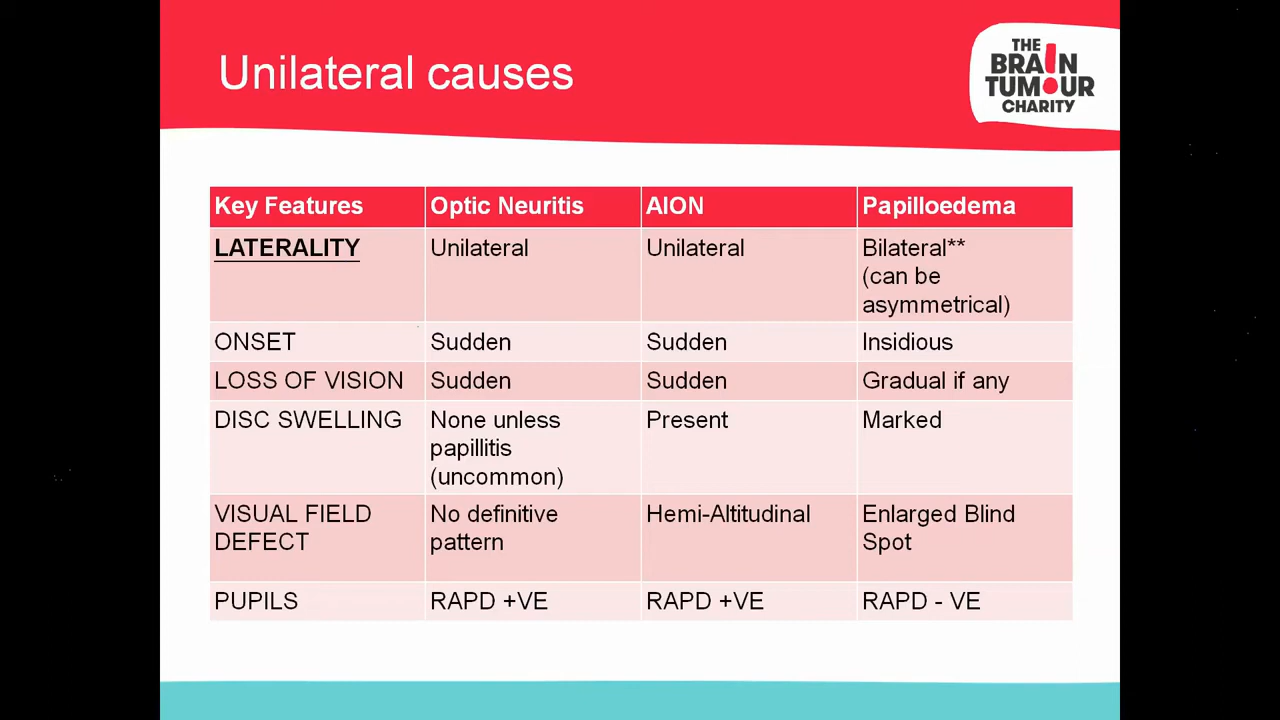 Unilateral causes
THE
BRAIN
TUMOUR
CHARITY
Key Features Optic Neuritis AION Papilloedema
LATERALITY Unilateral Unilateral Bilateral**
(can be
asymmetrical)
ONSET Sudden Sudden Insidious
LOSS OF VISION Sudden Sudden Gradual if any
DISC SWELLING None unless Present Marked
papillitis
(uncommon)
VISUAL FIELD No definitive Hemi-Altitudinal Enlarged Blind
DEFECT pattern Spot
PUPILS RAPD +VE RAPD +VE RAPD - VE